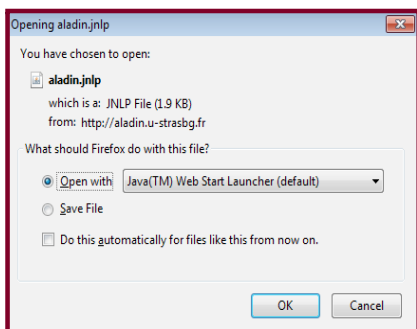 Opening aladin.jnlp
You have chosen to open:
aladin.jnlp
which is a: JNLP File (1.9 KB)
from: http://aladin.u-strasbg.fr
What should Firefox do with this file?
Open with Java(TM) Web Start Launcher (default)
Save File
Do this automatically for files like this from now on.
OK Cancel